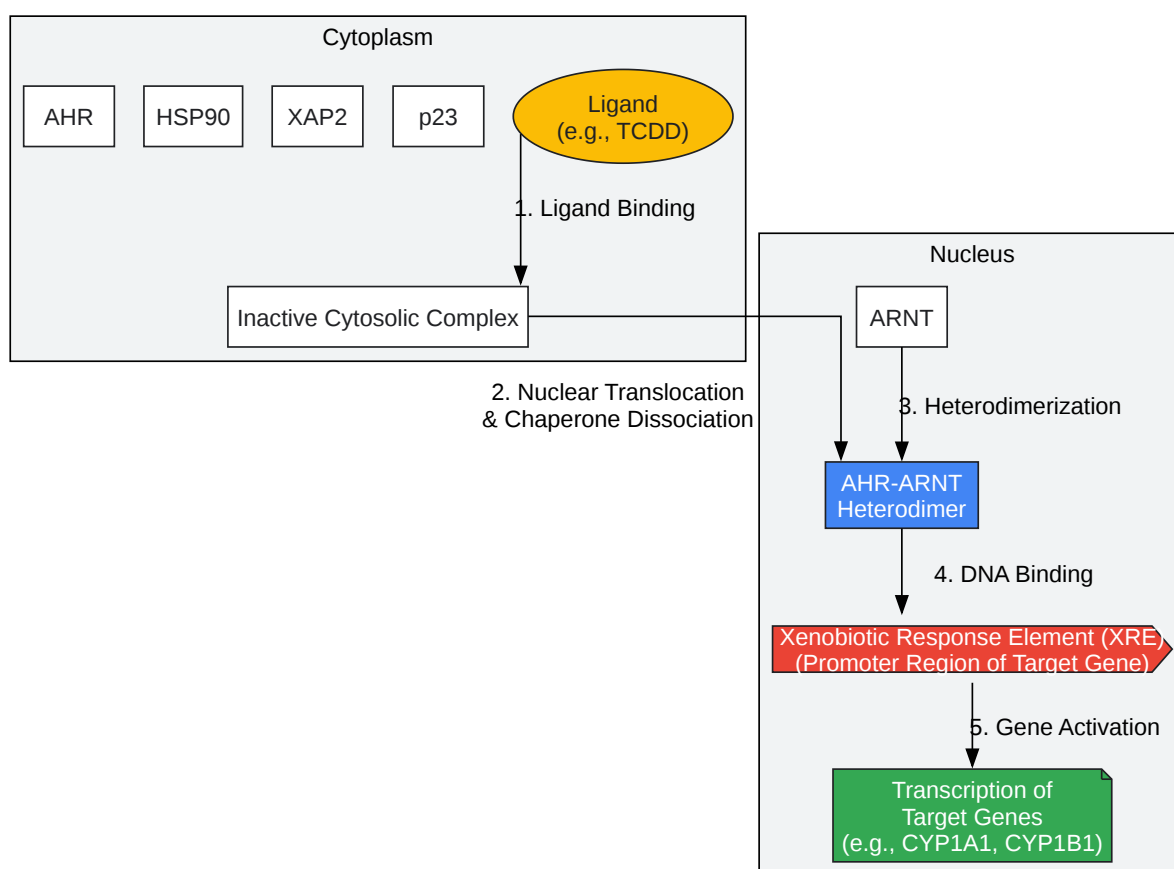 Cytoplasm
AHR
HSP90
XAP2
p23
Ligand
(e.g., TCDD)
1. Ligand Binding
Inactive Cytosolic Complex
2. Nuclear Translocation
& Chaperone Dissociation
Nucleus
ARNT
3. Heterodimerization
AHR-ARNT
Heterodimer
4. DNA Binding
Xenobiotic Response Element (XRE)
(Promoter Region of Target Gene)
5. Gene Activation
Transcription of
Target Genes
(e.g., CYP1A1, CYP1B1)